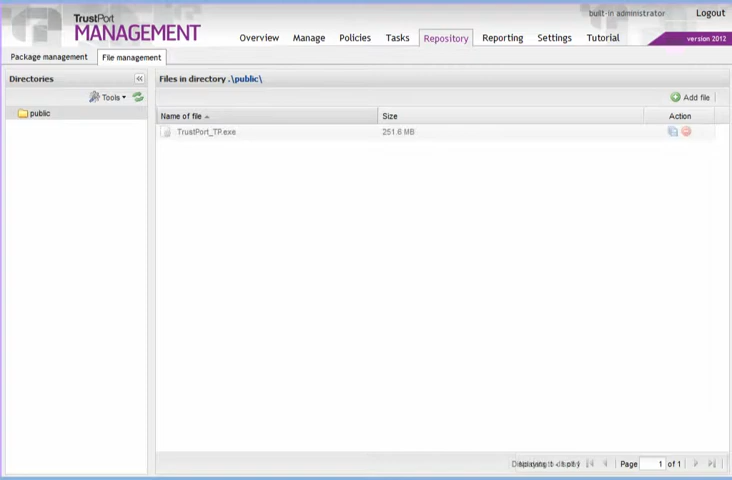 TrustPort
MANAGEMENT
built-in administrator
Logout
Overview
Manage
Policies
Tasks
Repository
Reporting
Settings
Tutorial
version 2012
Package management
File management
Directories
Files in directory .\public\
Tools
Add file
public
Name of file
Size
Action
TrustPort_TP.exe
251.6 MB
Page
1
of 1